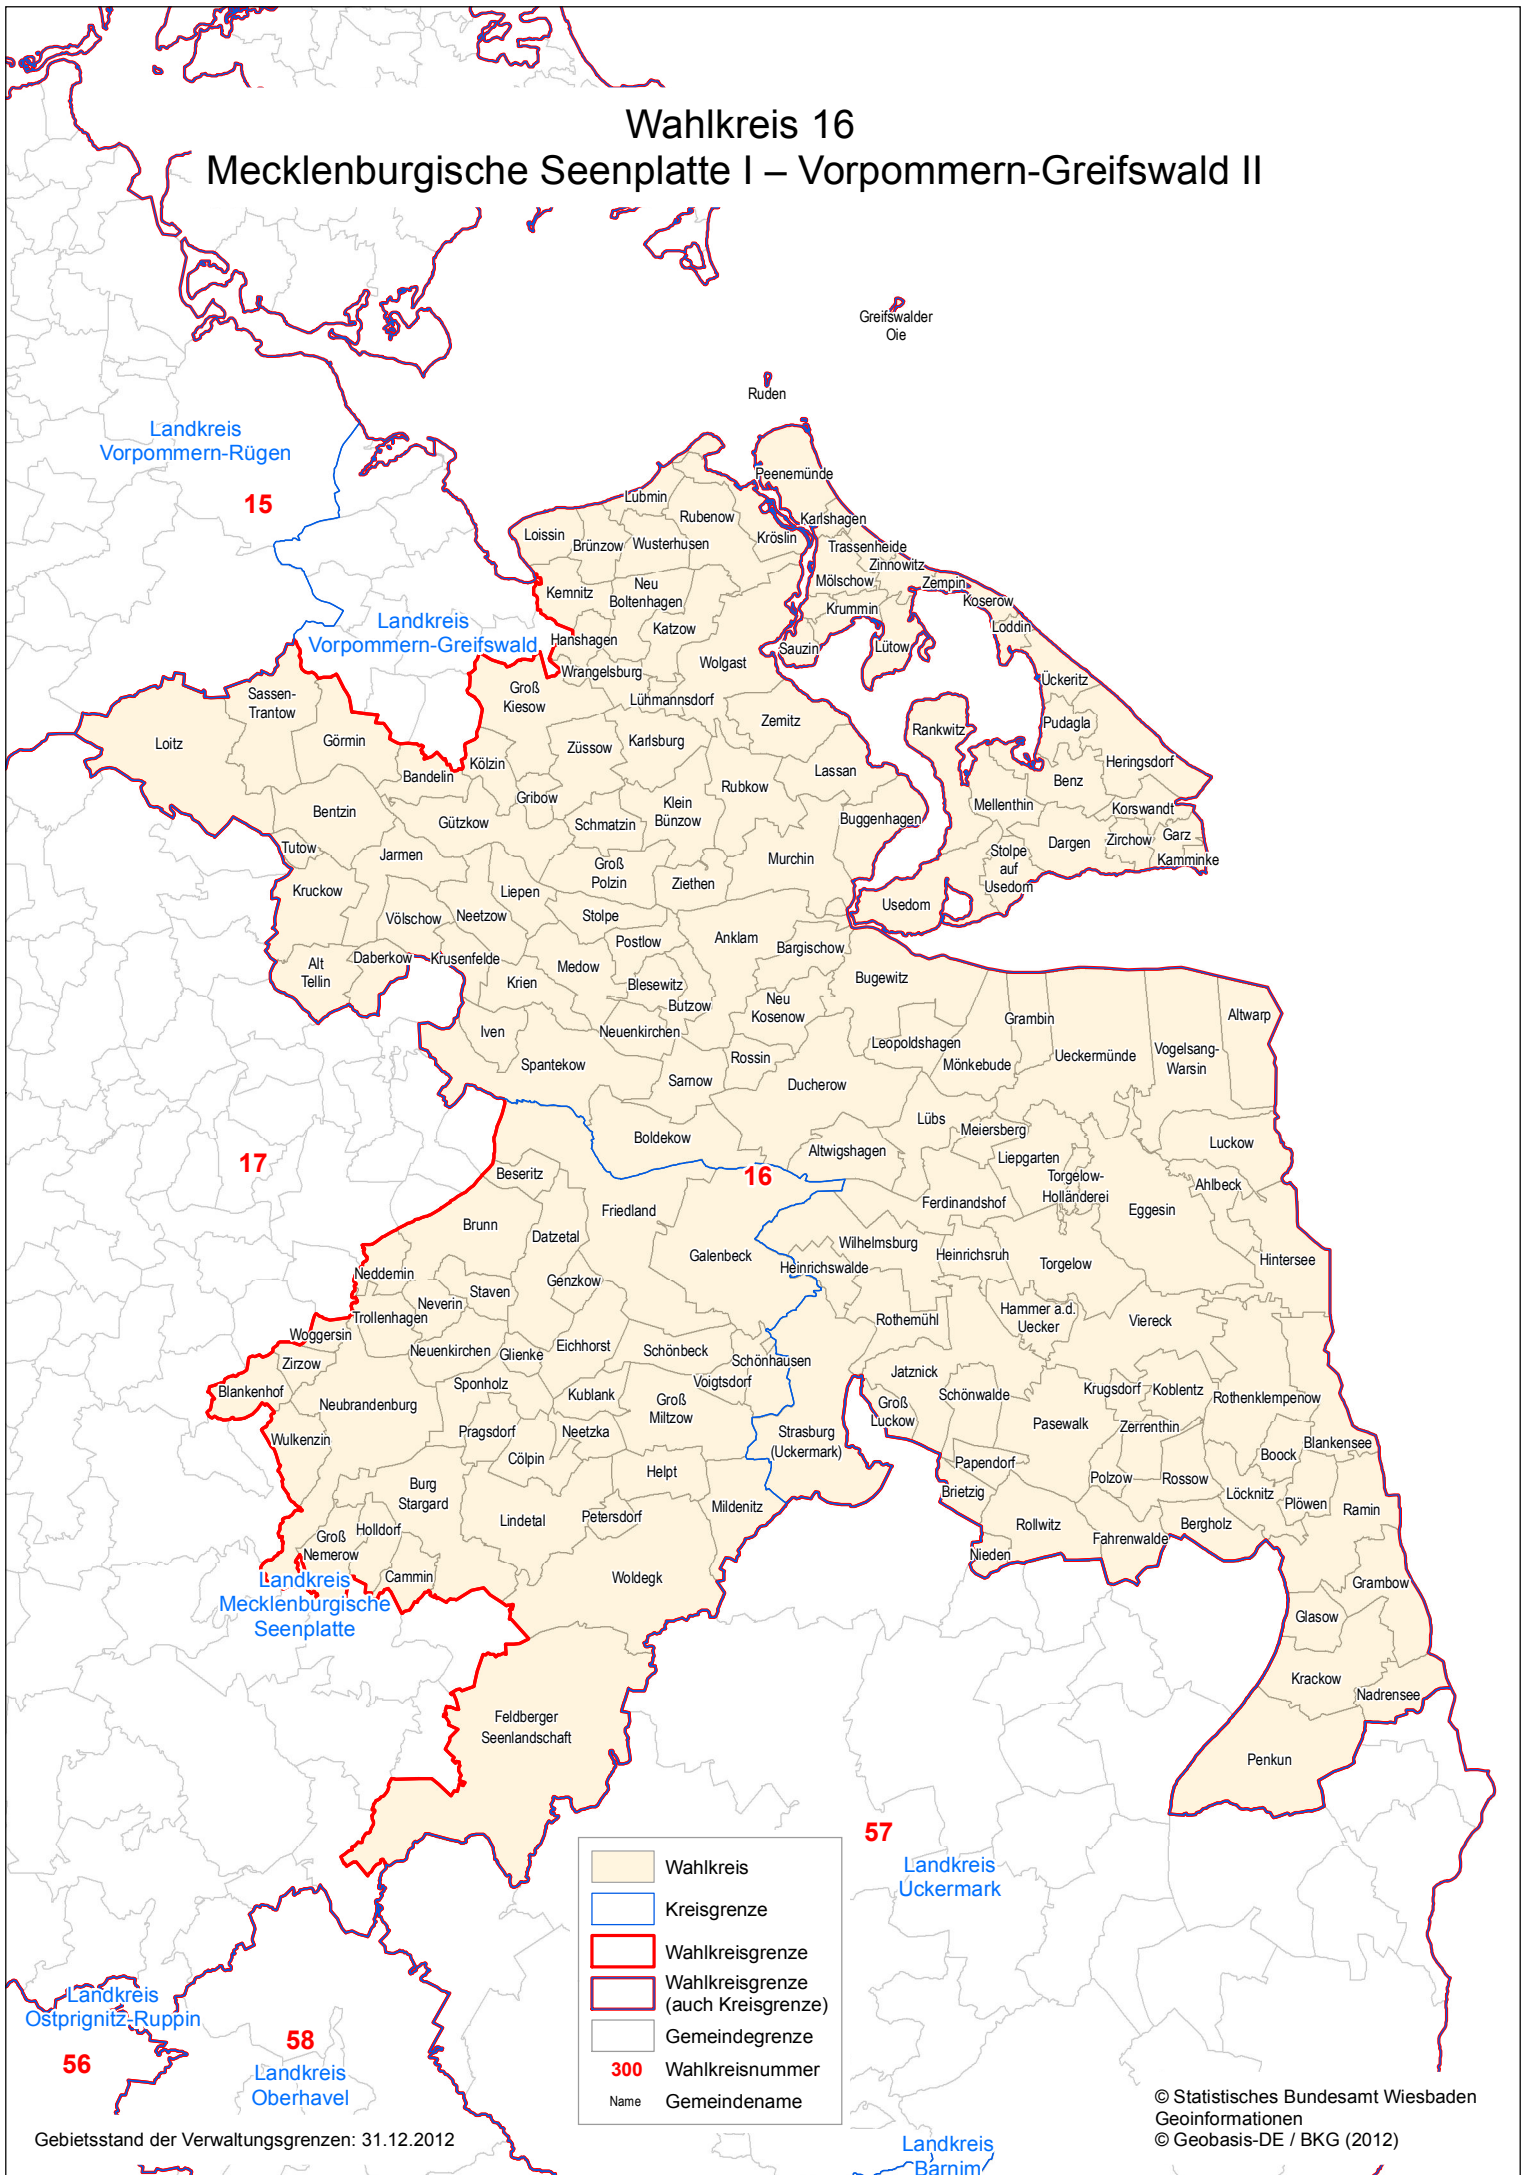 Wahlkreis 16
Mecklenburgische Seenplatte I – Vorpommern-Greifswald II
Greifswalder
Oie
Ruden
Landkreis
Vorpommern-Rügen
15
Peenemünde
Lubmin
Rubenow
Karlshagen
Loissin
Brünzow
Wusterhusen
Kröslin
Trassenheide
Zinnowitz
Mölschow
Zempin
Kemnitz
Neu
Boltenhagen
Krummin
Koserow
Landkreis
Vorpommern-Greifswald
Hanshagen
Katzow
Loddin
Sauzin
Lütow
Wrangelsburg
Wolgast
Ückeritz
Sassen-
Trantow
Groß
Kiesow
Lühmannsdorf
Zemitz
Pudagla
Rankwitz
Loitz
Görmin
Züssow
Karlsburg
Heringsdorf
Kölzin
Bandelin
Lassan
Benz
Rubkow
Gribow
Mellenthin
Korswandt
Bentzin
Gützkow
Schmatzin
Klein
Bünzow
Buggenhagen
Dargen
Zirchow
Garz
Tutow
Jarmen
Murchin
Stolpe
auf
Usedom
Kamminke
Groß
Polzin
Ziethen
Kruckow
Liepen
Usedom
Völschow
Neetzow
Stolpe
Postlow
Anklam
Bargischow
Alt
Tellin
Daberkow
Krusenfelde
Medow
Krien
Blesewitz
Bugewitz
Butzow
Neu
Kosenow
Iven
Neuenkirchen
Leopoldshagen
Grambin
Altwarp
Spantekow
Rossin
Mönkebude
Ueckermünde
Vogelsang-
Warsin
Sarnow
Ducherow
Lübs
Meiersberg
Boldekow
Altwigshagen
Luckow
17
Liepgarten
Beseritz
16
Torgelow-
Holländerei
Ahlbeck
Friedland
Ferdinandshof
Eggesin
Brunn
Datzetal
Galenbeck
Wilhelmsburg
Heinrichsruh
Heinrichswalde
Torgelow
Hintersee
Neddemin
Genzkow
Staven
Neverin
Trollenhagen
Rothemühl
Hammer a.d.
Uecker
Viereck
Woggersin
Neuenkirchen
Glienke
Eichhorst
Schönbeck
Zirzow
Schönhausen
Jatznick
Sponholz
Voigtsdorf
Blankenhof
Neubrandenburg
Kublank
Groß
Miltzow
Groß
Luckow
Schönwalde
Krugsdorf
Koblentz
Rothenklempenow
Wulkenzin
Pragsdorf
Neetzka
Strasburg
(Uckermark)
Pasewalk
Zerrenthin
Blankensee
Cölpin
Boock
Helpt
Papendorf
Burg
Stargard
Polzow
Rossow
Brietzig
Löcknitz
Mildenitz
Plöwen
Ramin
Lindetal
Petersdorf
Holldorf
Rollwitz
Bergholz
Groß
Nemerow
Fahrenwalde
Nieden
Cammin
Woldegk
Landkreis
Mecklenburgische
Seenplatte
Grambow
Glasow
Krackow
Nadrensee
Feldberger
Seenlandschaft
Penkun
57
Landkreis
Uckermark
Wahlkreis
Kreisgrenze
Wahlkreisgrenze
Wahlkreisgrenze
(auch Kreisgrenze)
Gemeindegrenze
300 Wahlkreisnummer
Name Gemeindename
Landkreis
Ostprignitz-Ruppin
56
58
Landkreis
Oberhavel
Landkreis
Barnim
Gebietsstand der Verwaltungsgrenzen: 31.12.2012
© Statistisches Bundesamt Wiesbaden
Geoinformationen
© Geobasis-DE / BKG (2012)